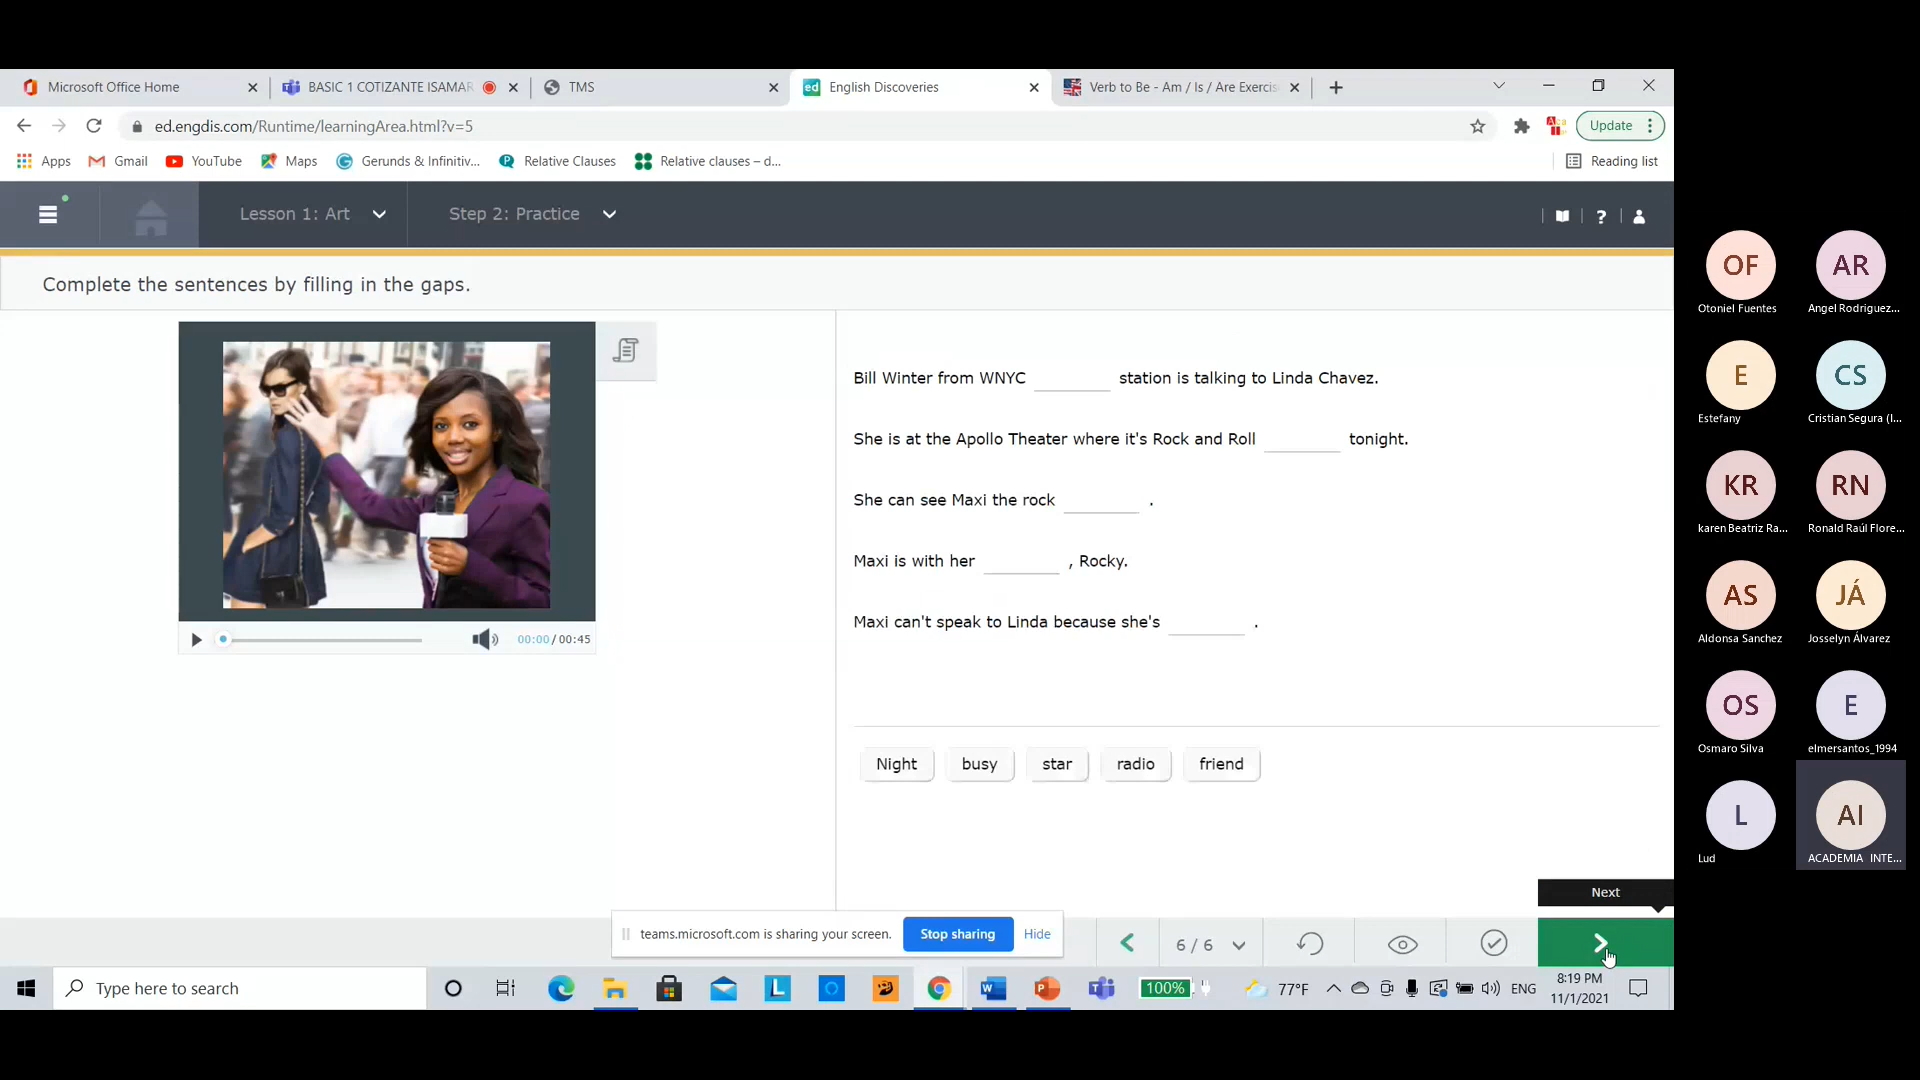 Microsoft Office Home
BASIC 1 COTIZANTE ISAMAR
TMS
ed English Discoveries
Verb to Be - Am / Is / Are Exercis
ed.engdis.com/Runtime/learningArea.html?v=5
Update
Apps
Gmail
YouTube
Maps
Gerunds & Infinitiv...
Relative Clauses
Relative clauses – d...
Reading list
Lesson 1: Art
Step 2: Practice
?
Complete the sentences by filling in the gaps.
Bill Winter from WNYC ________ station is talking to Linda Chavez.
She is at the Apollo Theater where it's Rock and Roll ________ tonight.
She can see Maxi the rock ________ .
Maxi is with her ________ , Rocky.
Maxi can't speak to Linda because she's ________ .
00:00 / 00:45
Night busy star radio friend
Next
teams.microsoft.com is sharing your screen.
Stop sharing
Hide
6 / 6
Type here to search
100%
77°F
ENG
8:19 PM
11/1/2021
OF
Otoniel Fuentes
AR
Angel Rodriguez...
E
Estefany
CS
Cristian Segura (I...
KR
karen Beatriz Ra...
RN
Ronald Raúl Flore...
AS
Aldonsa Sanchez
JÁ
Josselyn Álvarez
OS
Osmaro Silva
E
elmersantos_1994
L
Lud
AI
ACADEMIA INTE...